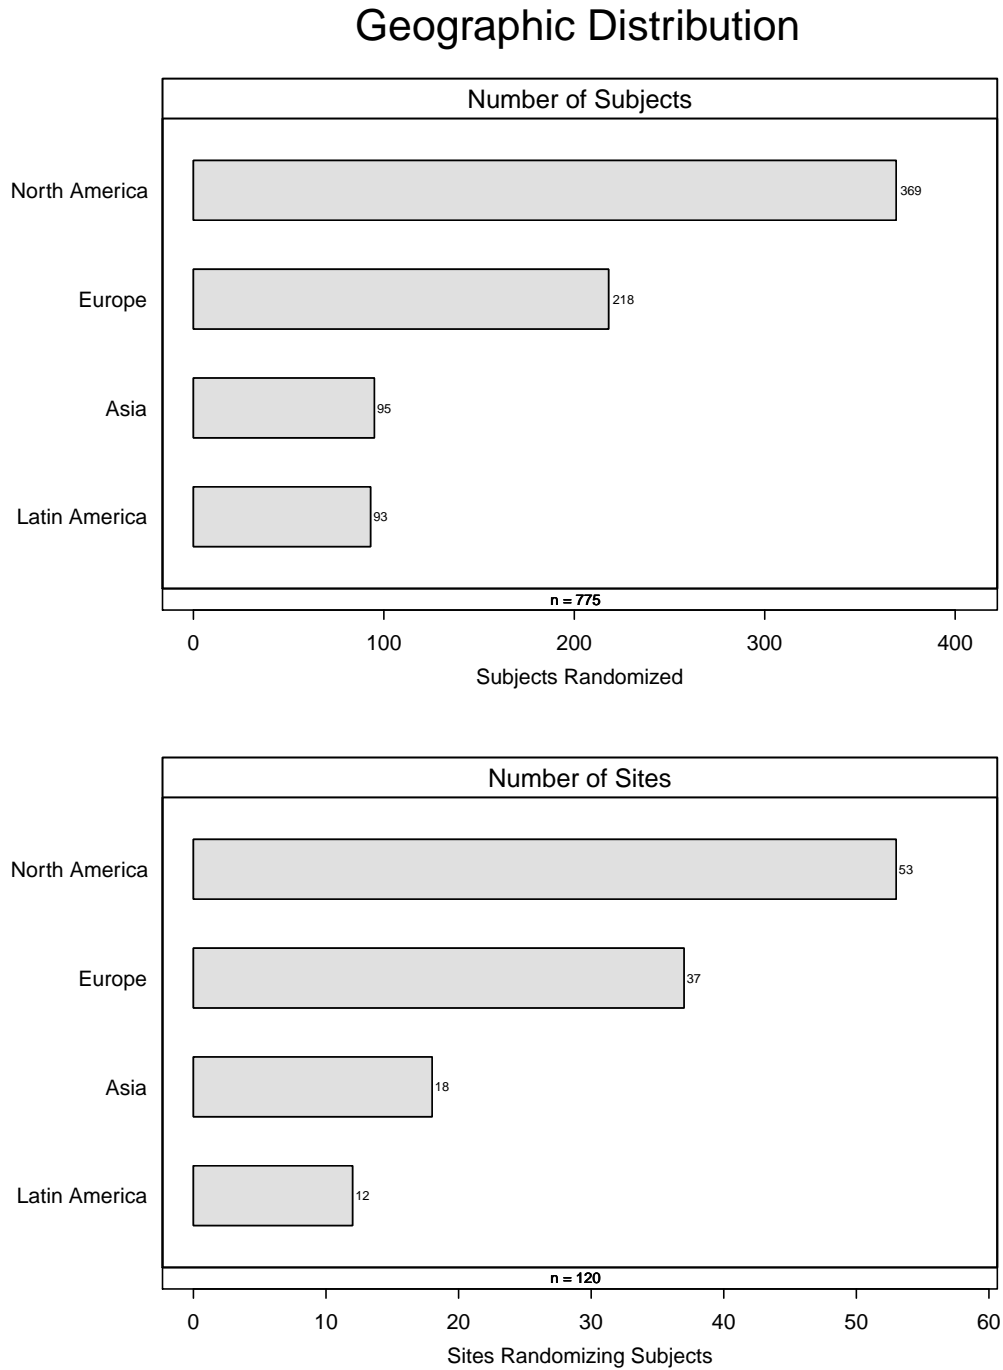 Geographic Distribution
Number of Subjects
North America
369
Europe
218
Asia
95
Latin America
93
n = 775
0 100 200 300 400
Subjects Randomized
Number of Sites
North America
53
Europe
37
Asia
18
Latin America
12
n = 120
0 10 20 30 40 50 60
Sites Randomizing Subjects